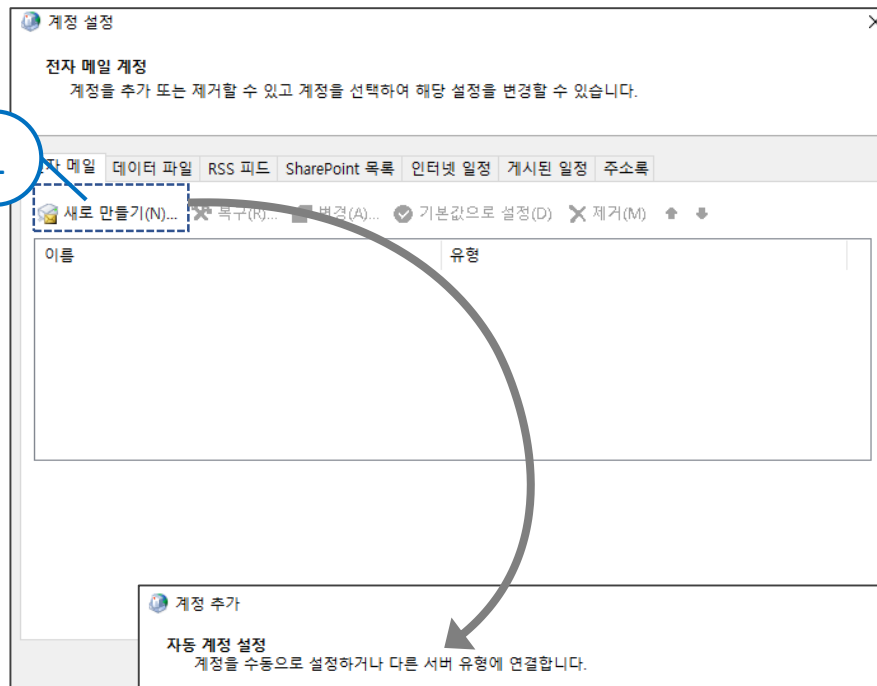 계정 설정
전자 메일 계정
계정을 추가 또는 제거할 수 있고 계정을 선택하여 해당 설정을 변경할 수 있습니다.
메일 데이터 파일 RSS 피드 SharePoint 목록 인터넷 일정 게시된 일정 주소록
새로 만들기(N)... 복구(R)... 변경(A)... 기본값으로 설정(D) 제거(M)
이름 유형
계정 추가
자동 계정 설정
계정을 수동으로 설정하거나 다른 서버 유형에 연결합니다.